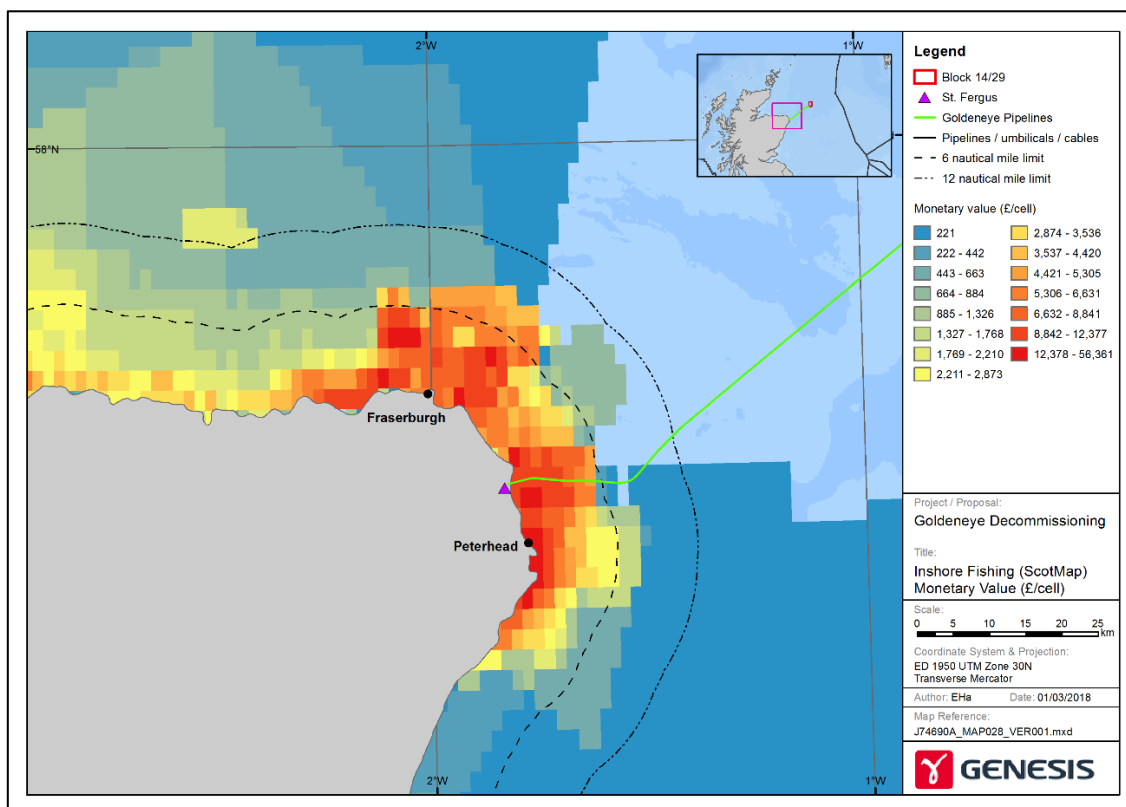 2°W
1°W
58°N
Fraserburgh
Peterhead
2°W
1°W
Legend
Block 14/29
St. Fergus
Goldeneye Pipelines
Pipelines / umbilicals / cables
6 nautical mile limit
12 nautical mile limit
Monetary value (£/cell)
221
222 - 442
443 - 663
664 - 884
885 - 1,326
1,327 - 1,768
1,769 - 2,210
2,211 - 2,873
2,874 - 3,536
3,537 - 4,420
4,421 - 5,305
5,306 - 6,631
6,632 - 8,841
8,842 - 12,377
12,378 - 56,361
Project / Proposal:
Goldeneye Decommissioning
Title:
Inshore Fishing (ScotMap)
Monetary Value (£/cell)
Scale:
0 5 10 15 20 25
km
Coordinate System & Projection:
ED 1950 UTM Zone 30N
Transverse Mercator
Author: EHa Date: 01/03/2018
Map Reference:
J74690A_MAP028_VER001.mxd
GENESIS